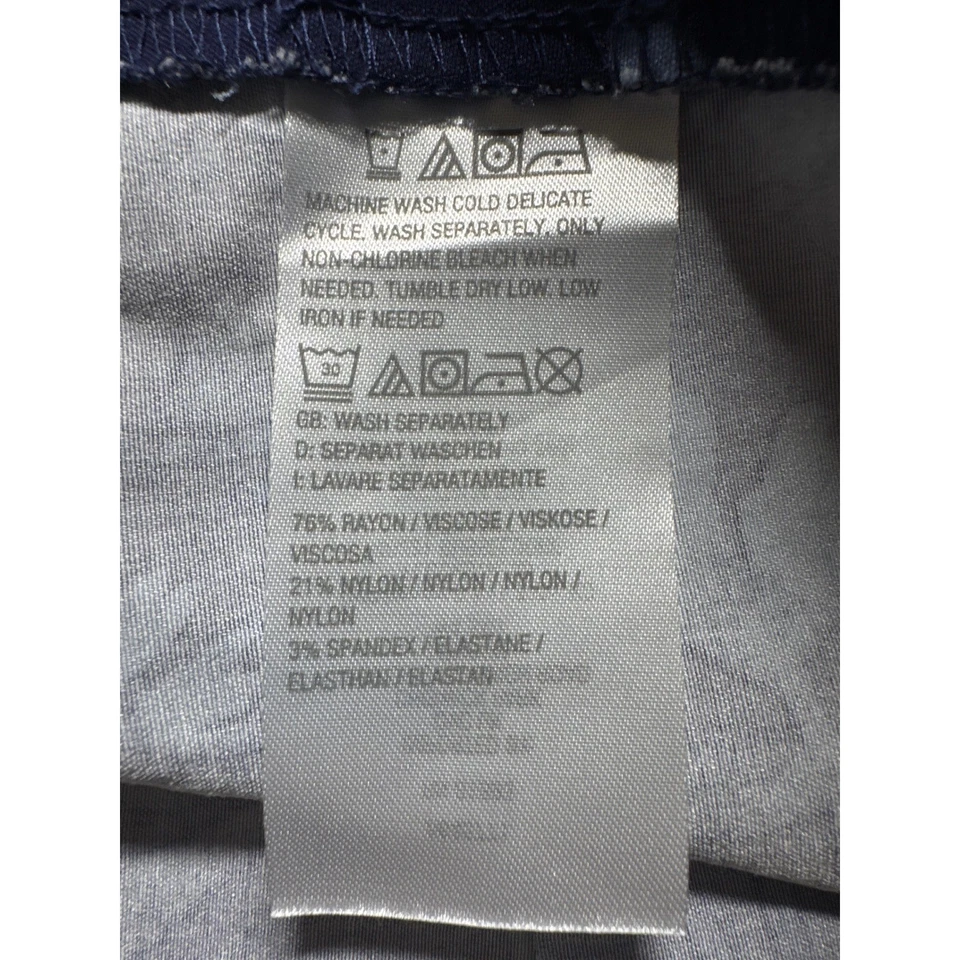 MACHINE WASH COLD DELICATE
CYCLE. WASH SEPARATELY, ONLY
NON-CHLORINE BLEACH WHEN
NEEDED. TUMBLE DRY LOW. LOW
IRON IF NEEDED
30
GB: WASH SEPARATELY
D: SEPARAT WASCHEN
I: LAVARE SEPARATAMENTE
76% RAYON / VISCOSE / VISKOSE /
VISCOSA
21% NYLON / NYLON / NYLON /
NYLON
3% SPANDEX / ELASTANE /
ELASTHAN / ELASTAN